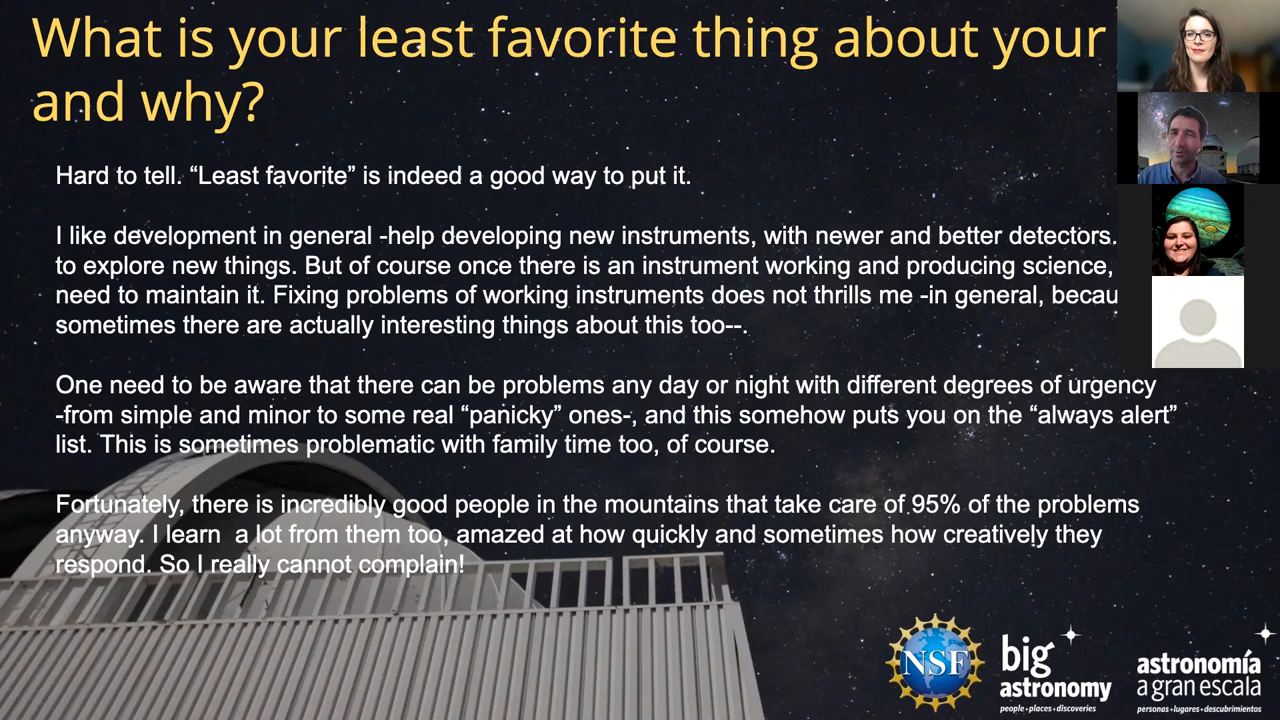 What is your least favorite thing about your
and why?
Hard to tell. “Least favorite” is indeed a good way to put it.
I like development in general -help developing new instruments, with newer and better detectors.
to explore new things. But of course once there is an instrument working and producing science,
need to maintain it. Fixing problems of working instruments does not thrills me -in general, becau
sometimes there are actually interesting things about this too--.
One need to be aware that there can be problems any day or night with different degrees of urgency
-from simple and minor to some real “panicky” ones-, and this somehow puts you on the “always alert”
list. This is sometimes problematic with family time too, of course.
Fortunately, there is incredibly good people in the mountains that take care of 95% of the problems
anyway. I learn  a lot from them too, amazed at how quickly and sometimes how creatively they
respond. So I really cannot complain!
NSF
big
astronomy
people • places • discoveries
astronomía
a gran escala
personas • lugares • descubrimientos